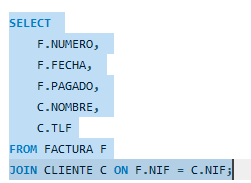 SELECT
F.NUMERO,
F.FECHA,
F.PAGADO,
C.NOMBRE,
C.TLF
FROM FACTURA F
JOIN CLIENTE C ON F.NIF = C.NIF;